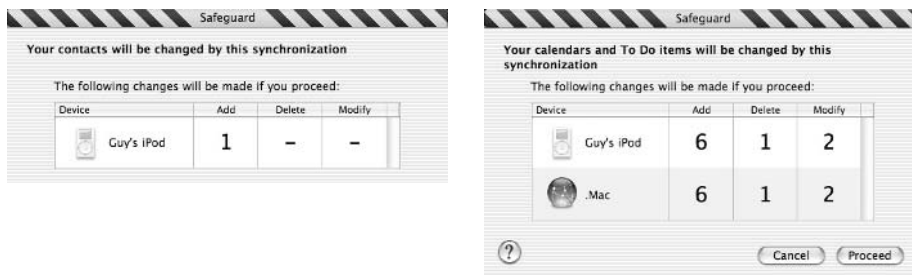 Safeguard
Your contacts will be changed by this synchronization
The following changes will be made if you proceed:
Device Add Delete Modify
Guy's iPod 1 – –
Safeguard
Your calendars and To Do items will be changed by this
synchronization
The following changes will be made if you proceed:
Device Add Delete Modify
Guy's iPod 6 1 2
.Mac 6 1 2
? Cancel Proceed